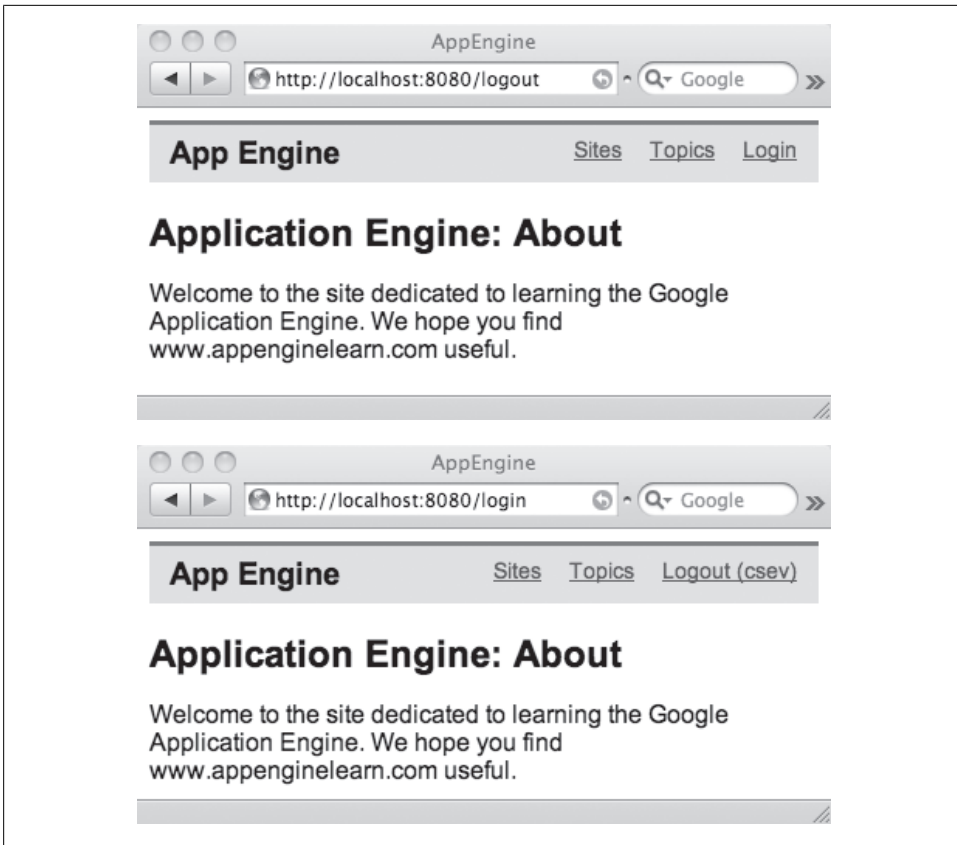 AppEngine
http://localhost:8080/logout
Google
App Engine
Sites Topics Login
Application Engine: About
Welcome to the site dedicated to learning the Google
Application Engine. We hope you find
www.appenginelearn.com useful.
AppEngine
http://localhost:8080/login
Google
App Engine
Sites Topics Logout (csev)
Application Engine: About
Welcome to the site dedicated to learning the Google
Application Engine. We hope you find
www.appenginelearn.com useful.